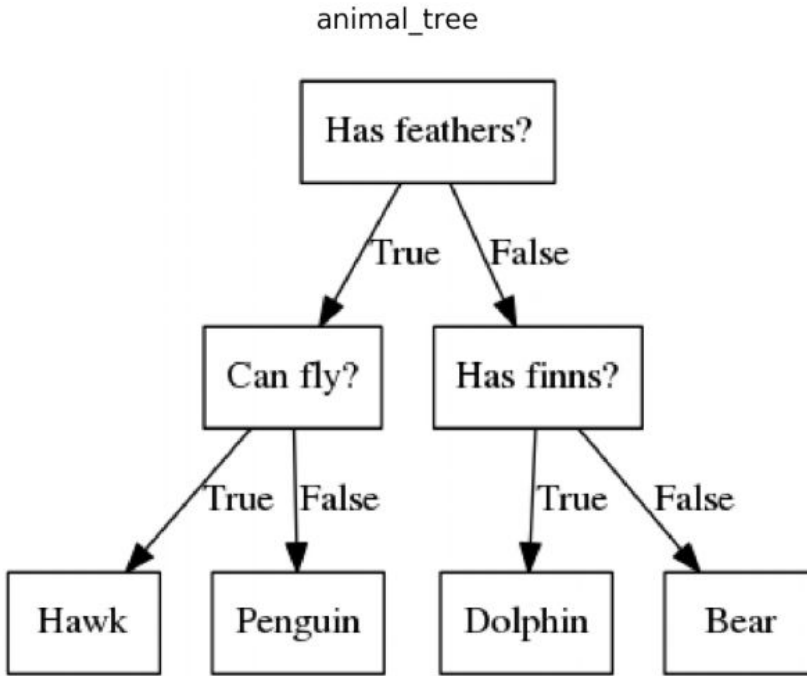 animal_tree
Has feathers?
True False
Can fly? Has finns?
True False True False
Hawk Penguin Dolphin Bear